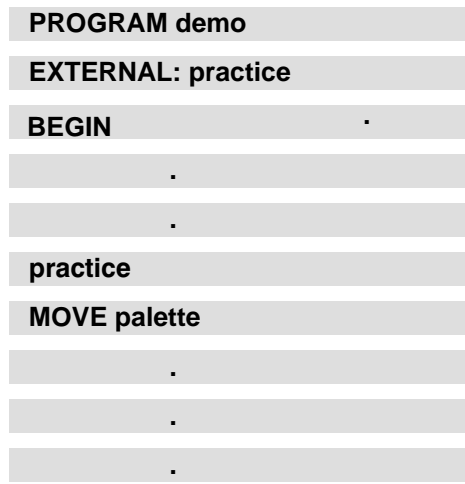 PROGRAM demo
EXTERNAL: practice
BEGIN .
.
.
practice
MOVE palette
.
.
.